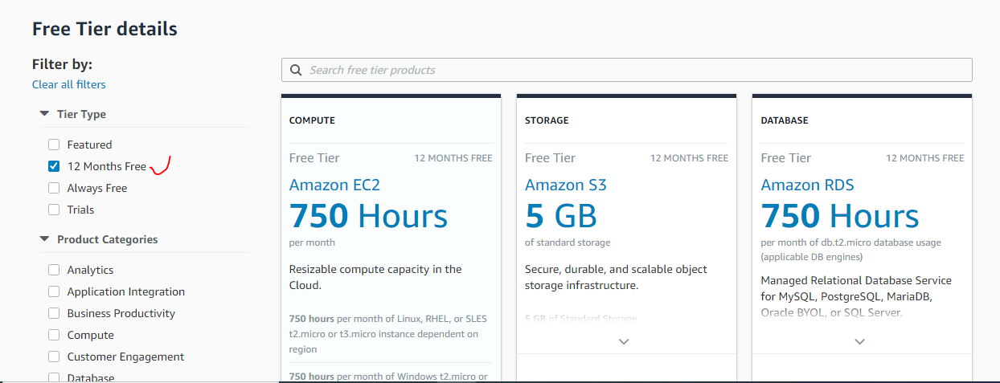 Free Tier details
Filter by:
Clear all filters
Tier Type
Featured
12 Months Free
Always Free
Trials
Product Categories
Analytics
Application Integration
Business Productivity
Compute
Customer Engagement
Database
Search free tier products
COMPUTE
Free Tier
12 MONTHS FREE
Amazon EC2
750 Hours
per month
Resizable compute capacity in the
Cloud.
750 hours per month of Linux, RHEL, or SLES
t2.micro or t3.micro instance dependent on
region
750 hours per month of Windows t2.micro or
STORAGE
Free Tier
12 MONTHS FREE
Amazon S3
5 GB
of standard storage
Secure, durable, and scalable object
storage infrastructure.
5 GB of Standard Storage
DATABASE
Free Tier
12 MONTHS FREE
Amazon RDS
750 Hours
per month of db.t2.micro database usage
(applicable DB engines)
Managed Relational Database Service
for MySQL, PostgreSQL, MariaDB,
Oracle BYOL, or SQL Server.